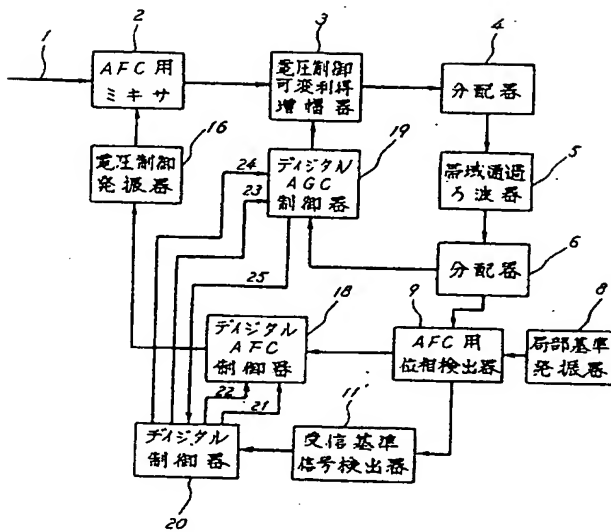 1
2
AFC用
ミキサ
3
電圧制御
可変利得
増幅器
4
分配器
16
電圧制御
発振器
24
23
19
ディジタル
AGC
制御器
5
帯域通過
ろ波器
6
分配器
25
18
ディジタル
AFC
制御器
9
AFC用
位相検出器
8
局部基準
発振器
22
21
11
受信基準
信号検出器
ディジタル
制御器
20